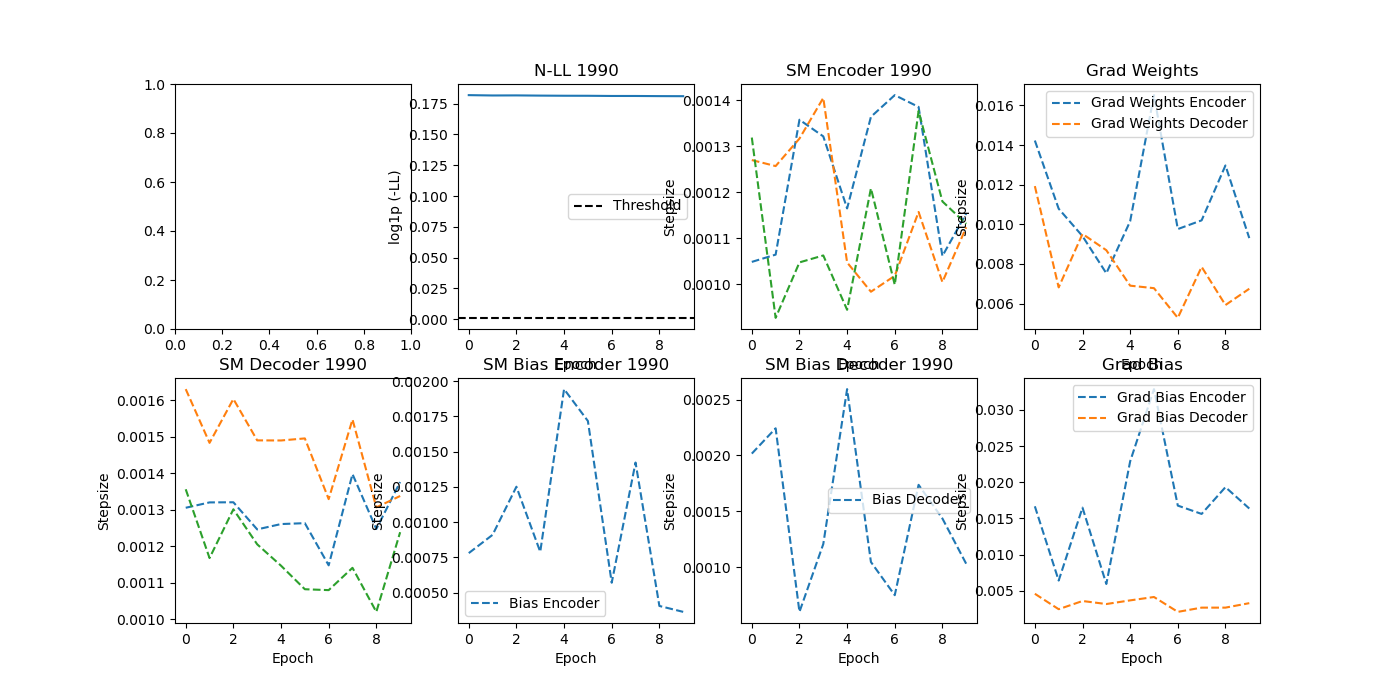 N-LL 1990
SM Encoder 1990
Grad Weights
1.0
0.8
0.6
0.4
0.2
0.0
0.0 0.2 0.4 0.6 0.8 1.0
log1p (-LL)
0.175
0.150
0.125
0.100
0.075
0.050
0.025
0.000
Threshold
0 2 4 6 8
Epoch
Stepsize
0.0014
0.0013
0.0012
0.0011
0.0010
0 2 4 6 8
Epoch
Stepsize
0.016
0.014
0.012
0.010
0.008
0.006
Grad Weights Encoder
Grad Weights Decoder
0 2 4 6 8
Epoch
SM Decoder 1990
SM Bias Encoder 1990
SM Bias Decoder 1990
Grad Bias
Stepsize
0.0016
0.0015
0.0014
0.0013
0.0012
0.0011
0.0010
0 2 4 6 8
Epoch
Stepsize
0.00200
0.00175
0.00150
0.00125
0.00100
0.00075
0.00050
Bias Encoder
0 2 4 6 8
Epoch
Stepsize
0.0025
0.0020
0.0015
0.0010
Bias Decoder
0 2 4 6 8
Epoch
Stepsize
0.030
0.025
0.020
0.015
0.010
0.005
Grad Bias Encoder
Grad Bias Decoder
0 2 4 6 8
Epoch